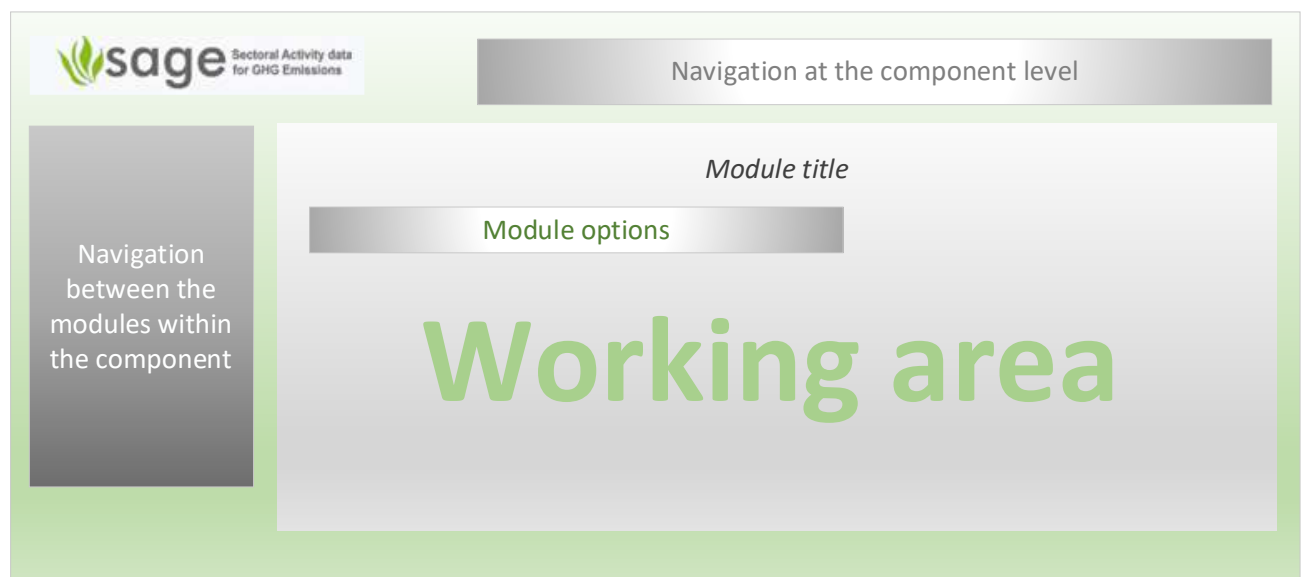 sage
Sectoral Activity data
for GHG Emissions
Navigation at the component level
Module title
Module options
Navigation
between the
modules within
the component
Working area